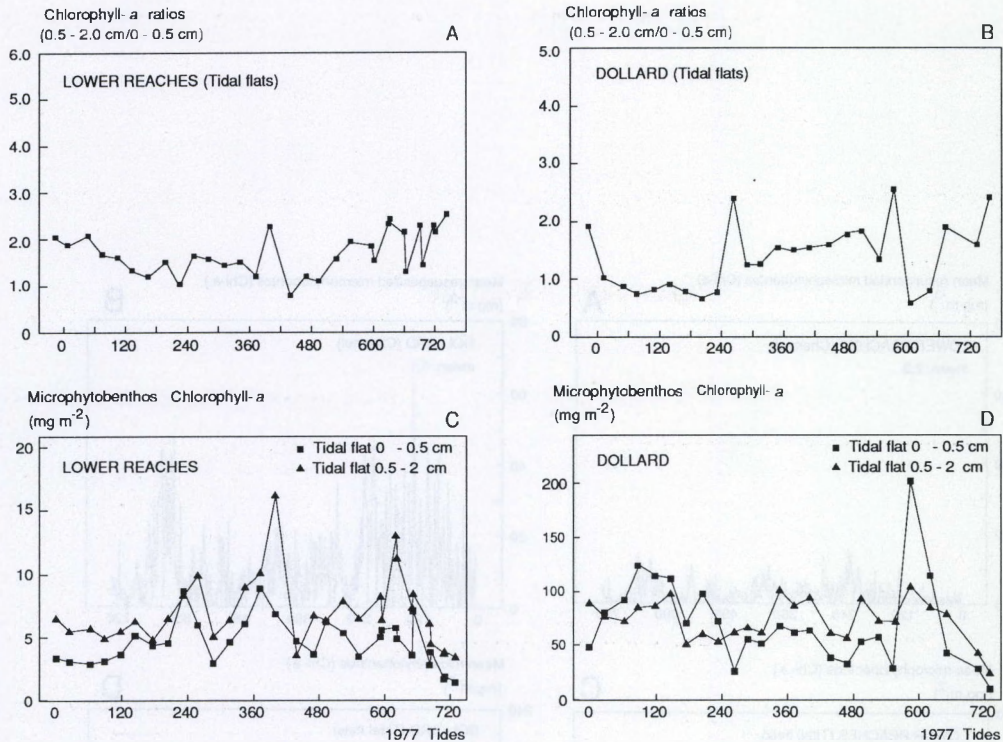 Chlorophyll-a ratios
(0.5 - 2.0 cm/0 - 0.5 cm)
A
6.0
5.0
4.0
3.0
2.0
1.0
0
LOWER REACHES (Tidal flats)
0 120 240 360 480 600 720
Chlorophyll-a ratios
(0.5 - 2.0 cm/0 - 0.5 cm)
B
5.0
4.0
3.0
2.0
1.0
0
DOLLARD (Tidal flats)
0 120 240 360 480 600 720
Microphytobenthos Chlorophyll-a
(mg m-2)
C
20
15
10
5
0
LOWER REACHES
Tidal flat 0 - 0.5 cm
Tidal flat 0.5 - 2 cm
0 120 240 360 480 600 720
1977 Tides
Microphytobenthos Chlorophyll-a
(mg m-2)
D
200
150
100
50
0
DOLLARD
Tidal flat 0 - 0.5 cm
Tidal flat 0.5 - 2 cm
0 120 240 360 480 600 720
1977 Tides